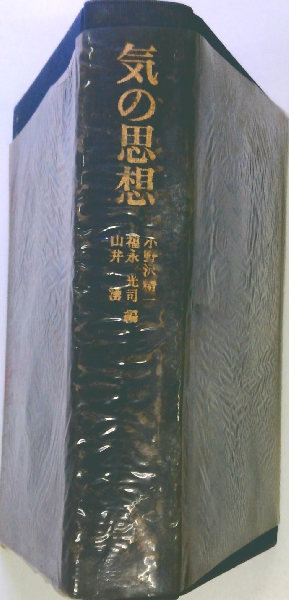 気の思想
小野沢精一
福永光司 編
山井湧